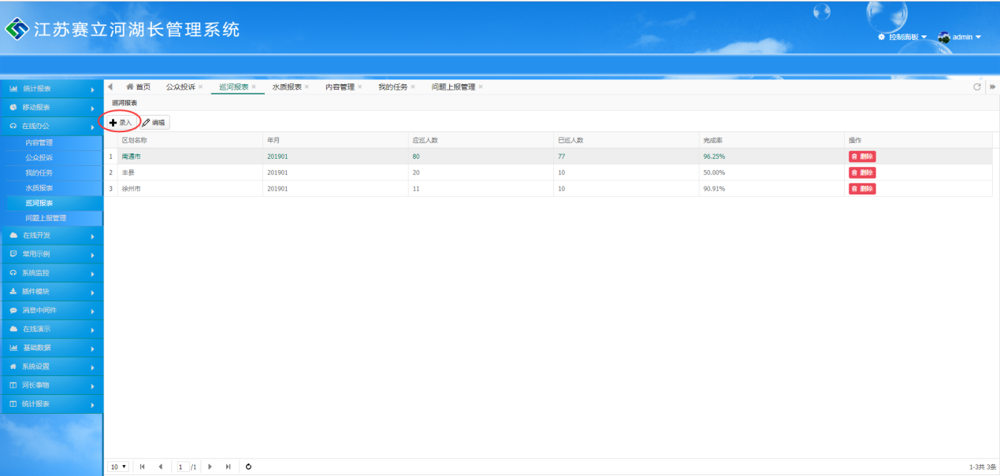 江苏赛立河湖长管理系统
控制面板 admin
统计报表
移动报表
在线办公
内容管理
公众投诉
我的任务
水质报表
巡河报表
问题上报管理
在线开发
常用示例
系统监控
插件模块
消息中间件
在线演示
基础数据
系统设置
河长事物
统计报表
首页 公众投诉 × 巡河报表 × 水质报表 × 内容管理 × 我的任务 × 问题上报管理 ×
巡河报表
录入 编辑
区划名称 年月 应巡人数 已巡人数 完成率 操作
1 南通市 201901 80 77 96.25% 删除
2 丰县 201901 20 10 50.00% 删除
3 徐州市 201901 11 10 90.91% 删除
10 1 /1 1-3共 3条